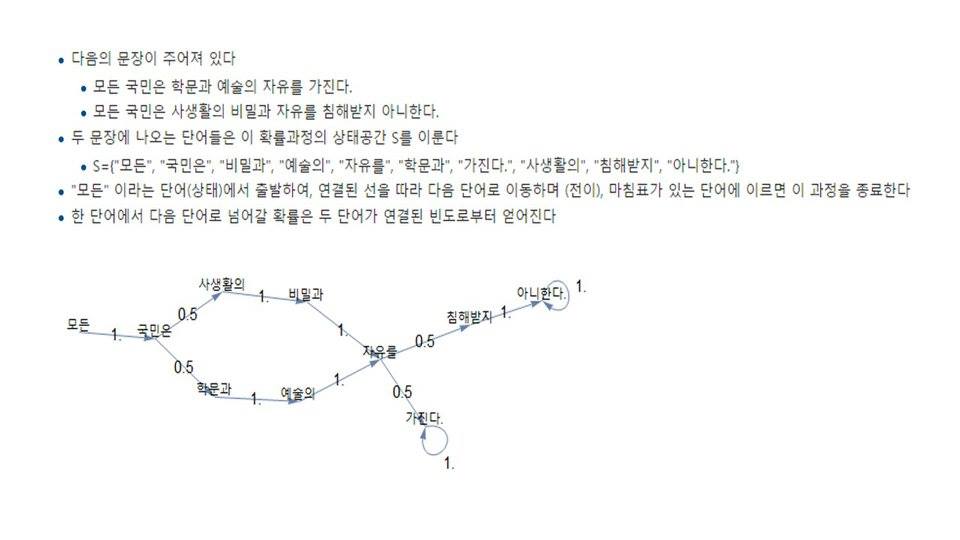 다음의 문장이 주어져 있다
모든 국민은 학문과 예술의 자유를 가진다.
모든 국민은 사생활의 비밀과 자유를 침해받지 아니한다.
두 문장에 나오는 단어들은 이 확률과정의 상태공간 S를 이룬다
S={"모든", "국민은", "비밀과", "예술의", "자유를", "학문과", "가진다.", "사생활의", "침해받지", "아니한다."}
"모든" 이라는 단어(상태)에서 출발하여, 연결된 선을 따라 다음 단어로 이동하며 (전이), 마침표가 있는 단어에 이르면 이 과정을 종료한다
한 단어에서 다음 단어로 넘어갈 확률은 두 단어가 연결된 빈도로부터 얻어진다
사생활의
1.
비밀과
아니한다.
1.
모든
1.
국민은
0.5
1.
침해받지
1.
자유를
0.5
0.5
학문과
1.
예술의
1.
0.5
가진다.
1.